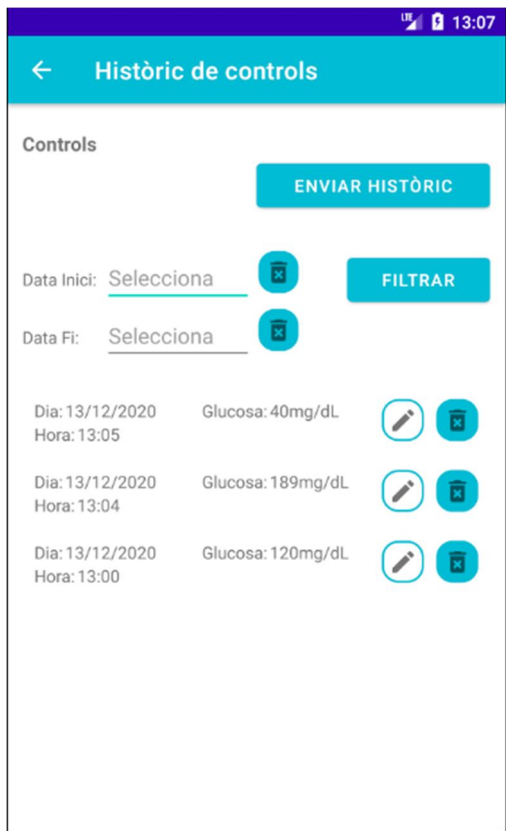 LTE 13:07
Històric de controls
Controls
ENVIAR HISTÒRIC
Data Inici: Selecciona
FILTRAR
Data Fi: Selecciona
Dia: 13/12/2020 Glucosa: 40mg/dL
Hora: 13:05
Dia: 13/12/2020 Glucosa: 189mg/dL
Hora: 13:04
Dia: 13/12/2020 Glucosa: 120mg/dL
Hora: 13:00